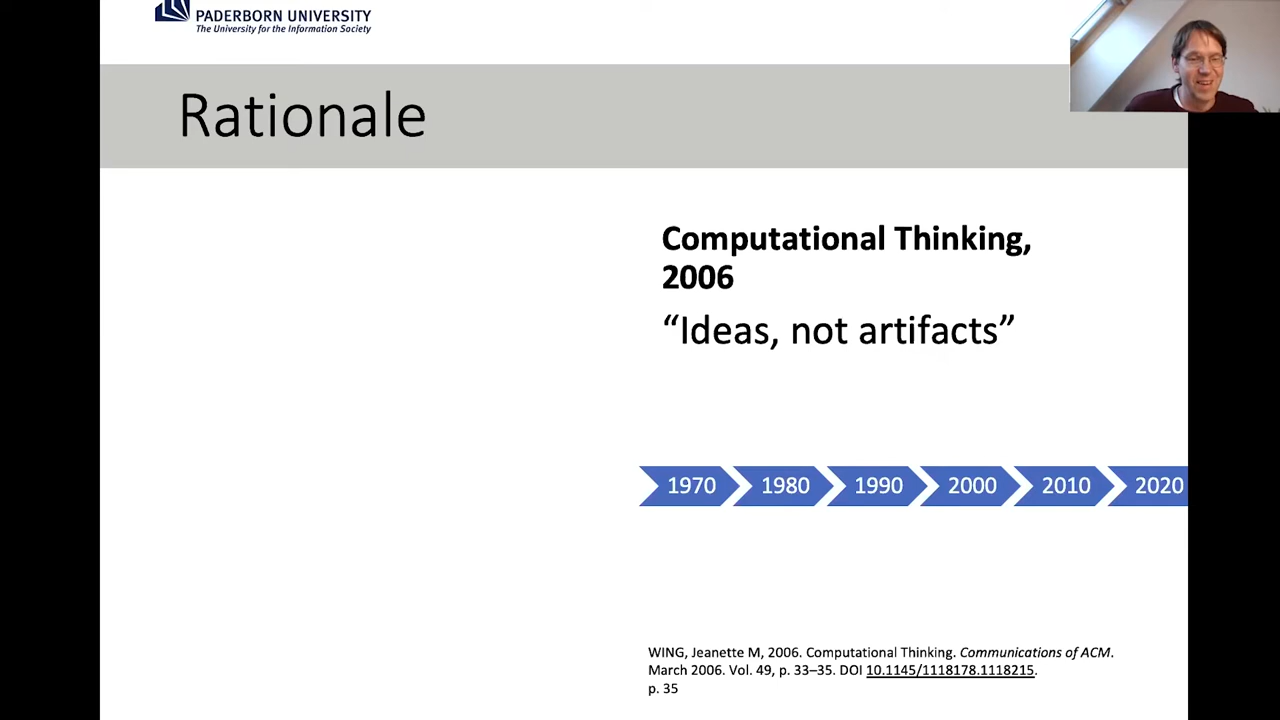 PADERBORN UNIVERSITY
The University for the Information Society
Rationale
Computational Thinking,
2006
“Ideas, not artifacts”
1970 1980 1990 2000 2010 2020
WING, Jeanette M, 2006. Computational Thinking. Communications of ACM.
March 2006. Vol. 49, p. 33–35. DOI 10.1145/1118178.1118215.
p. 35